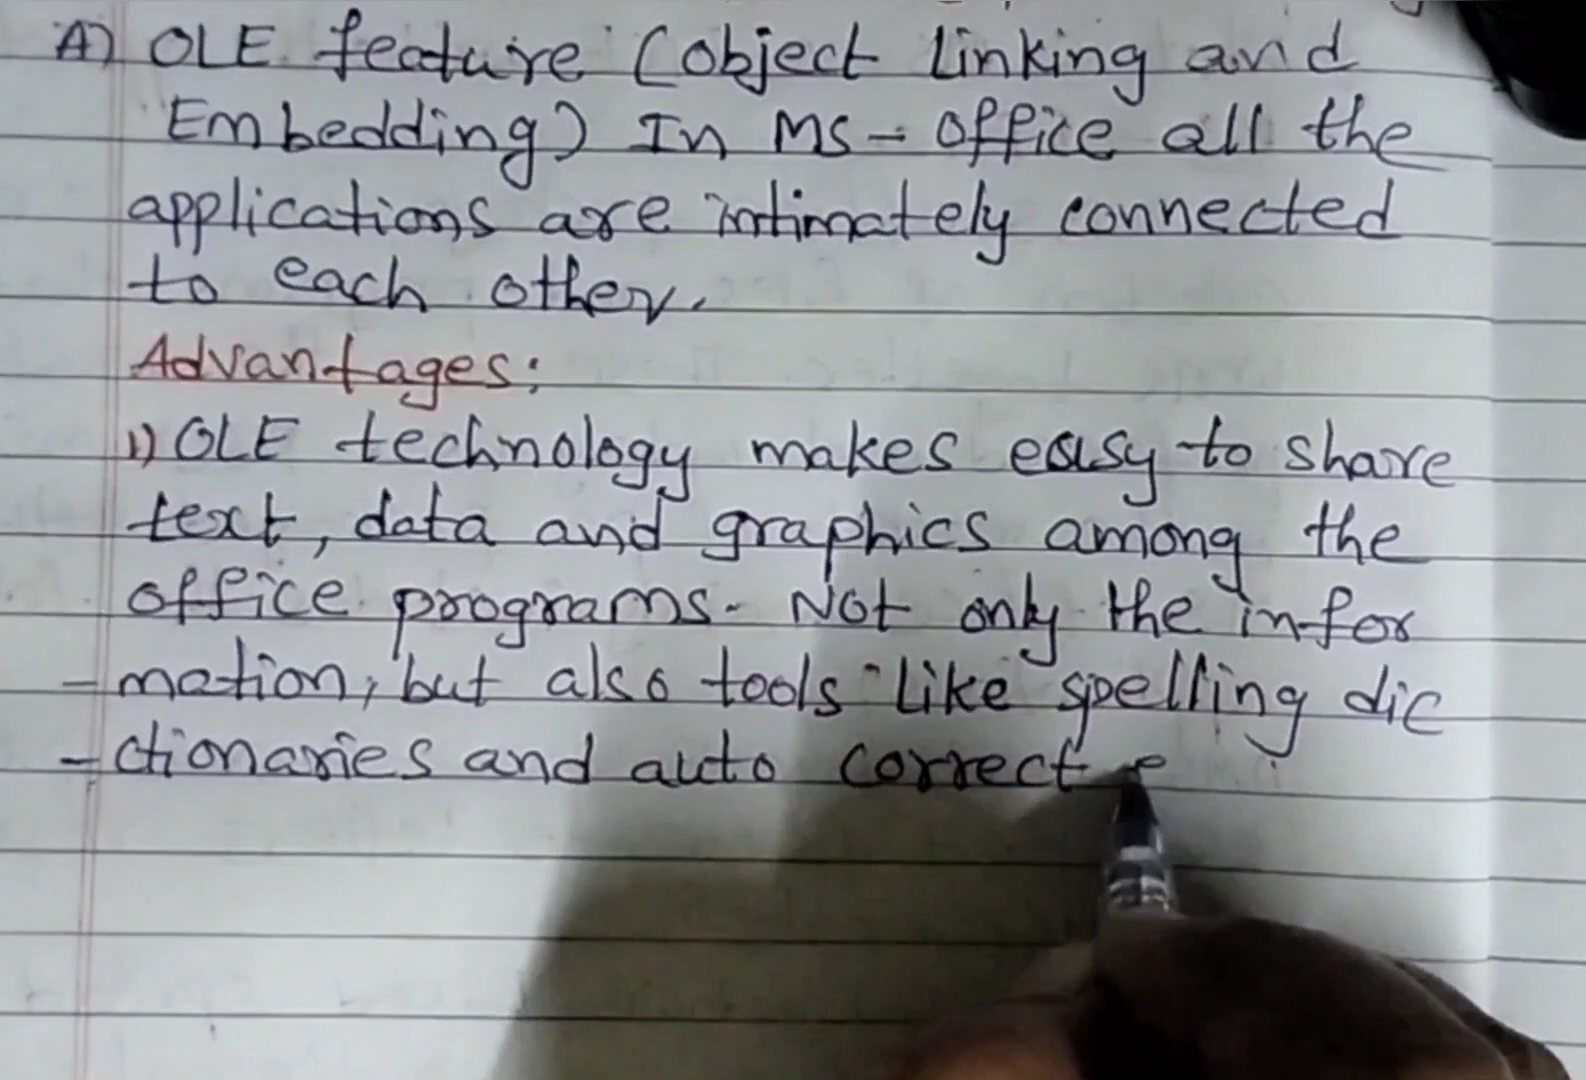 A) OLE feature (object Linking and
Embedding) In MS - office all the
applications are intimately connected
to each other.
Advantages:
1) OLE technology makes easy to share
text, data and graphics among the
office programs. Not only the infor
-mation, but also tools like spelling dic
-ctionaries and auto correct e